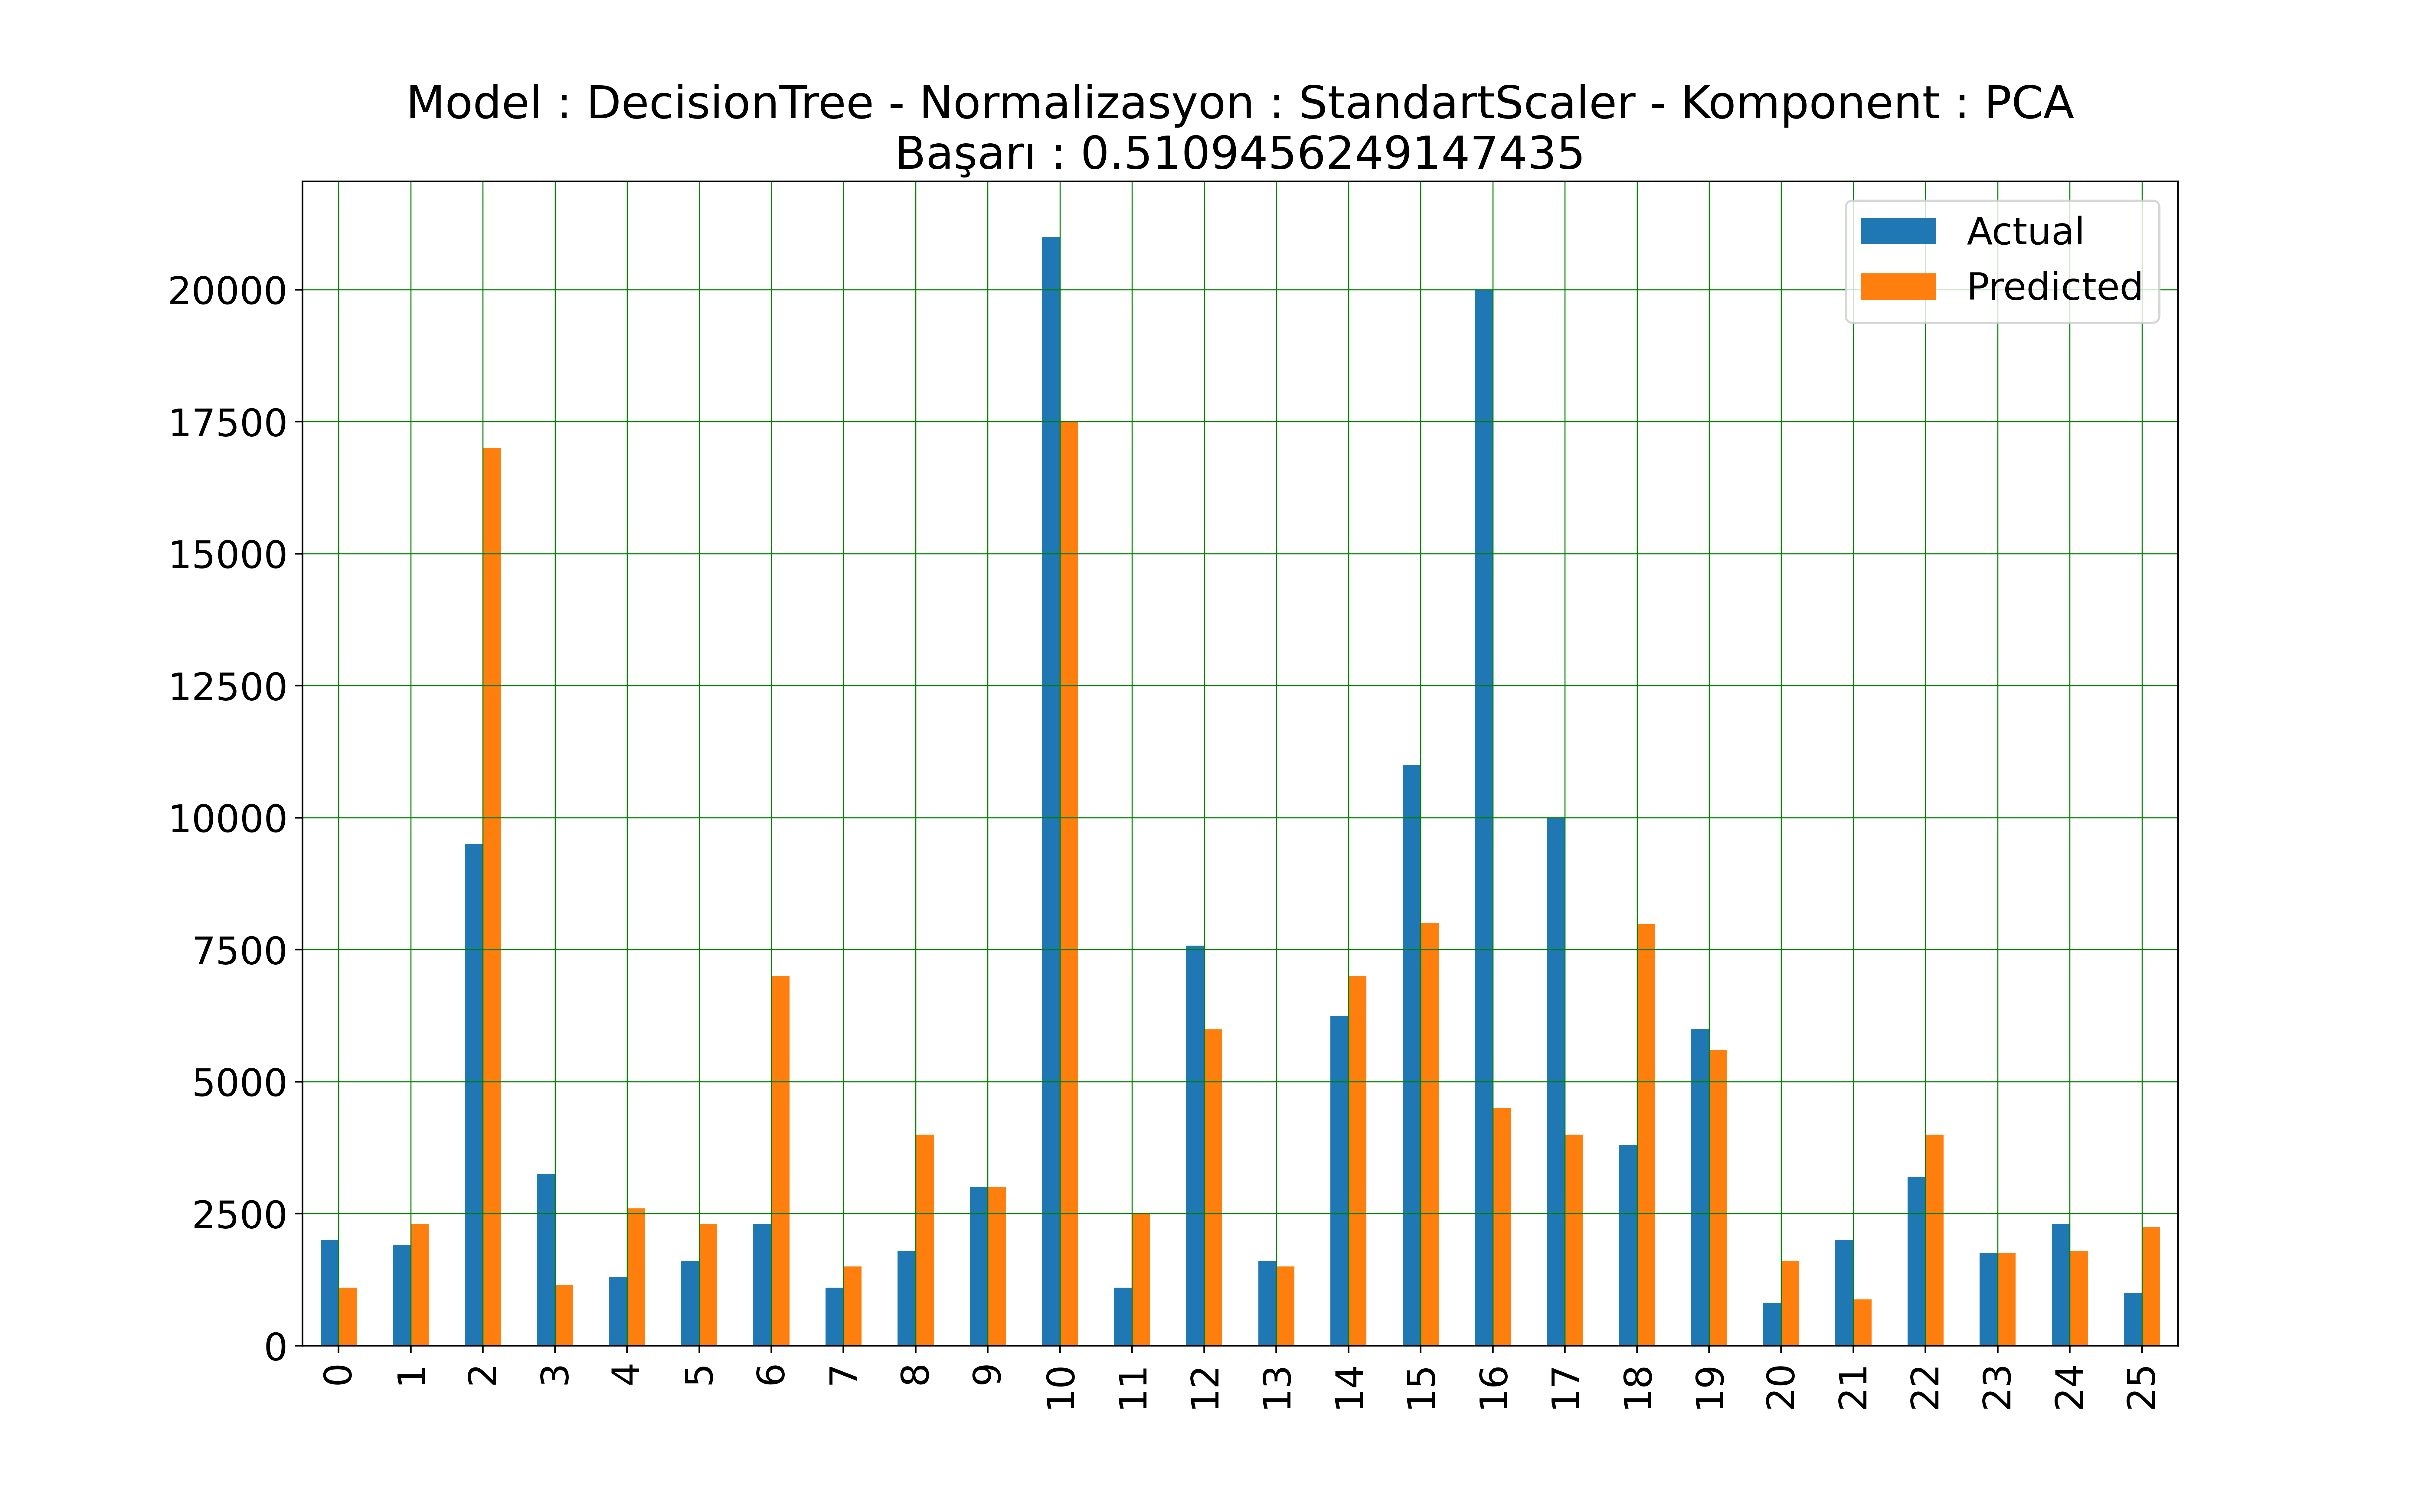 Model : DecisionTree - Normalizasyon : StandartScaler - Komponent : PCA
Başarı : 0.5109456249147435
Actual
Predicted
20000
17500
15000
12500
10000
7500
5000
2500
0
0 1 2 3 4 5 6 7 8 9 10 11 12 13 14 15 16 17 18 19 20 21 22 23 24 25